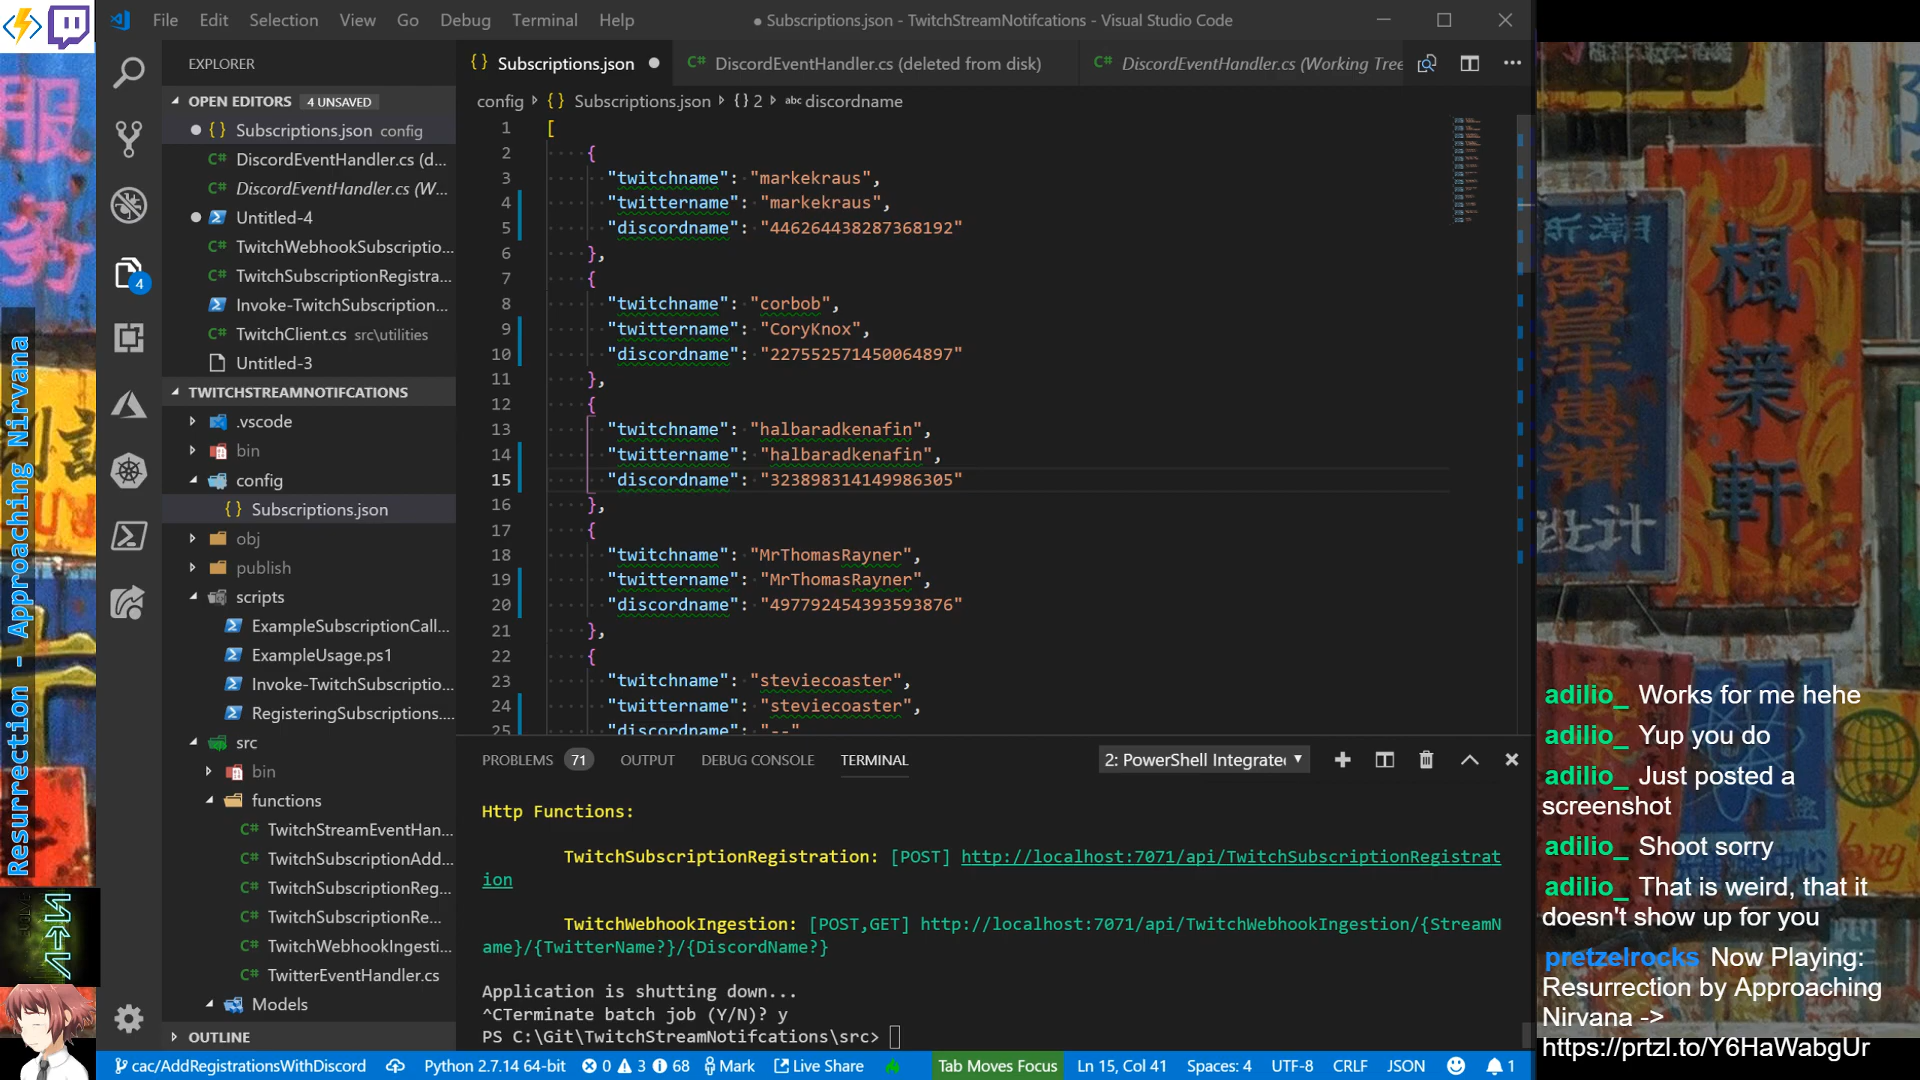 File Edit Selection View Go Debug Terminal Help
● Subscriptions.json - TwitchStreamNotifcations - Visual Studio Code
EXPLORER
OPEN EDITORS 4 UNSAVED
Subscriptions.json config
DiscordEventHandler.cs (d...
DiscordEventHandler.cs (W...
Untitled-4
TwitchWebhookSubscriptio...
TwitchSubscriptionRegistra...
Invoke-TwitchSubscription...
TwitchClient.cs src\utilities
Untitled-3
TWITCHSTREAMNOTIFCATIONS
.vscode
bin
config
Subscriptions.json
obj
publish
scripts
ExampleSubscriptionCall...
ExampleUsage.ps1
Invoke-TwitchSubscriptio...
RegisteringSubscriptions....
src
bin
functions
TwitchStreamEventHan...
TwitchSubscriptionAdd...
TwitchSubscriptionReg...
TwitchSubscriptionRe...
TwitchWebhookIngesti...
TwitterEventHandler.cs
Models
OUTLINE
4
{ } Subscriptions.json ●
C# DiscordEventHandler.cs (deleted from disk)
C# DiscordEventHandler.cs (Working Tree
config › { } Subscriptions.json › { } 2 › abc discordname
1 [
2 {
3 "twitchname": "markekraus",
4 "twittername": "markekraus",
5 "discordname": "446264438287368192"
6 },
7 {
8 "twitchname": "corbob",
9 "twittername": "CoryKnox",
10 "discordname": "227552571450064897"
11 },
12 {
13 "twitchname": "halbaradkenafin",
14 "twittername": "halbaradkenafin",
15 "discordname": "323898314149986305"
16 },
17 {
18 "twitchname": "MrThomasRayner",
19 "twittername": "MrThomasRayner",
20 "discordname": "497792454393593876"
21 },
22 {
23 "twitchname": "steviecoaster",
24 "twittername": "steviecoaster",
25 "discordname": "--"
PROBLEMS 71 OUTPUT DEBUG CONSOLE TERMINAL
2: PowerShell Integrate
Http Functions:
TwitchSubscriptionRegistration: [POST] http://localhost:7071/api/TwitchSubscriptionRegistrat
ion
TwitchWebhookIngestion: [POST,GET] http://localhost:7071/api/TwitchWebhookIngestion/{StreamN
ame}/{TwitterName?}/{DiscordName?}
Application is shutting down...
^CTerminate batch job (Y/N)? y
PS C:\Git\TwitchStreamNotifcations\src>
cac/AddRegistrationsWithDiscord Python 2.7.14 64-bit 0 3 68 Mark Live Share Tab Moves Focus Ln 15, Col 41 Spaces: 4 UTF-8 CRLF JSON 1
Resurrection - Approaching Nirvana
楓
葉
軒
设计
adilio_ Works for me hehe
adilio_ Yup you do
adilio_ Just posted a
screenshot
adilio_ Shoot sorry
adilio_ That is weird, that it
doesn't show up for you
pretzelrocks Now Playing:
Resurrection by Approaching
Nirvana ->
https://prtzl.to/Y6HaWabgUr